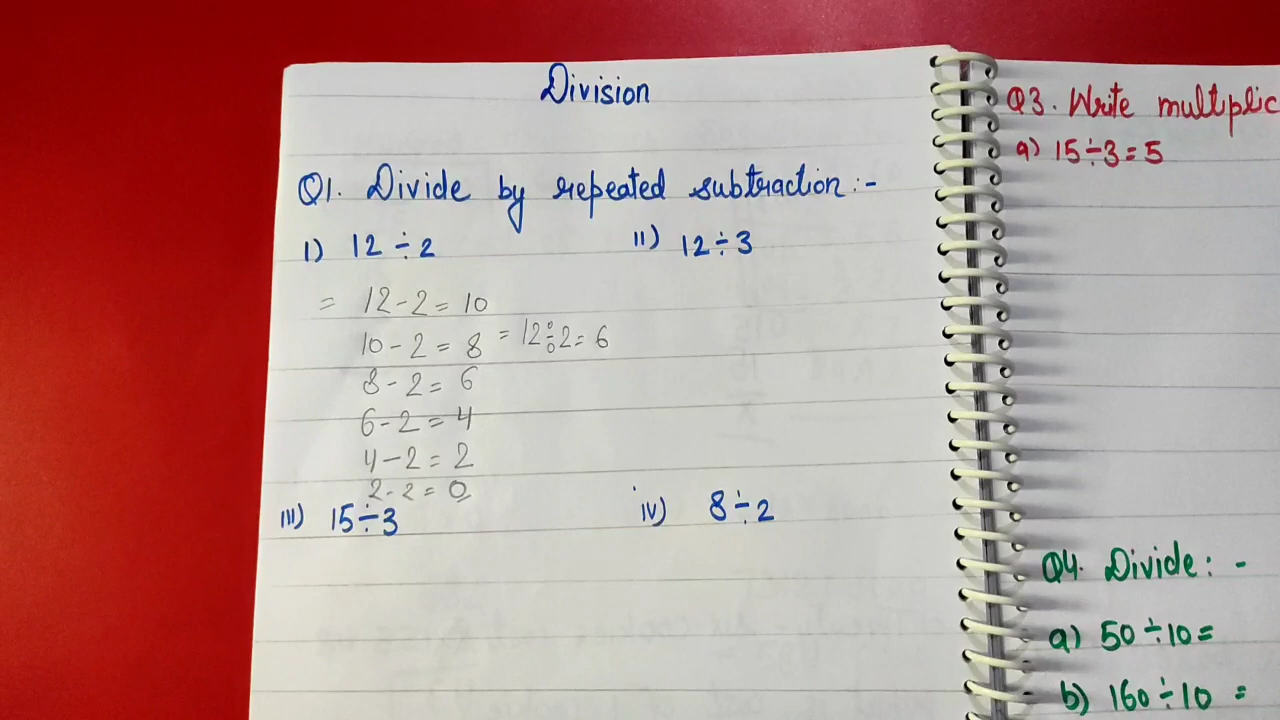 Division
Q1. Divide by repeated subtraction:-
i) 12 ÷ 2
ii) 12 ÷ 3
= 12 - 2 = 10
10 - 2 = 8 = 12 ÷ 2 = 6
8 - 2 = 6
6 - 2 = 4
4 - 2 = 2
2 - 2 = 0
iii) 15 ÷ 3
iv) 8 ÷ 2
Q3. Write multiplic
a) 15 ÷ 3 = 5
Q4. Divide: -
a) 50 ÷ 10 =
b) 160 ÷ 10 =